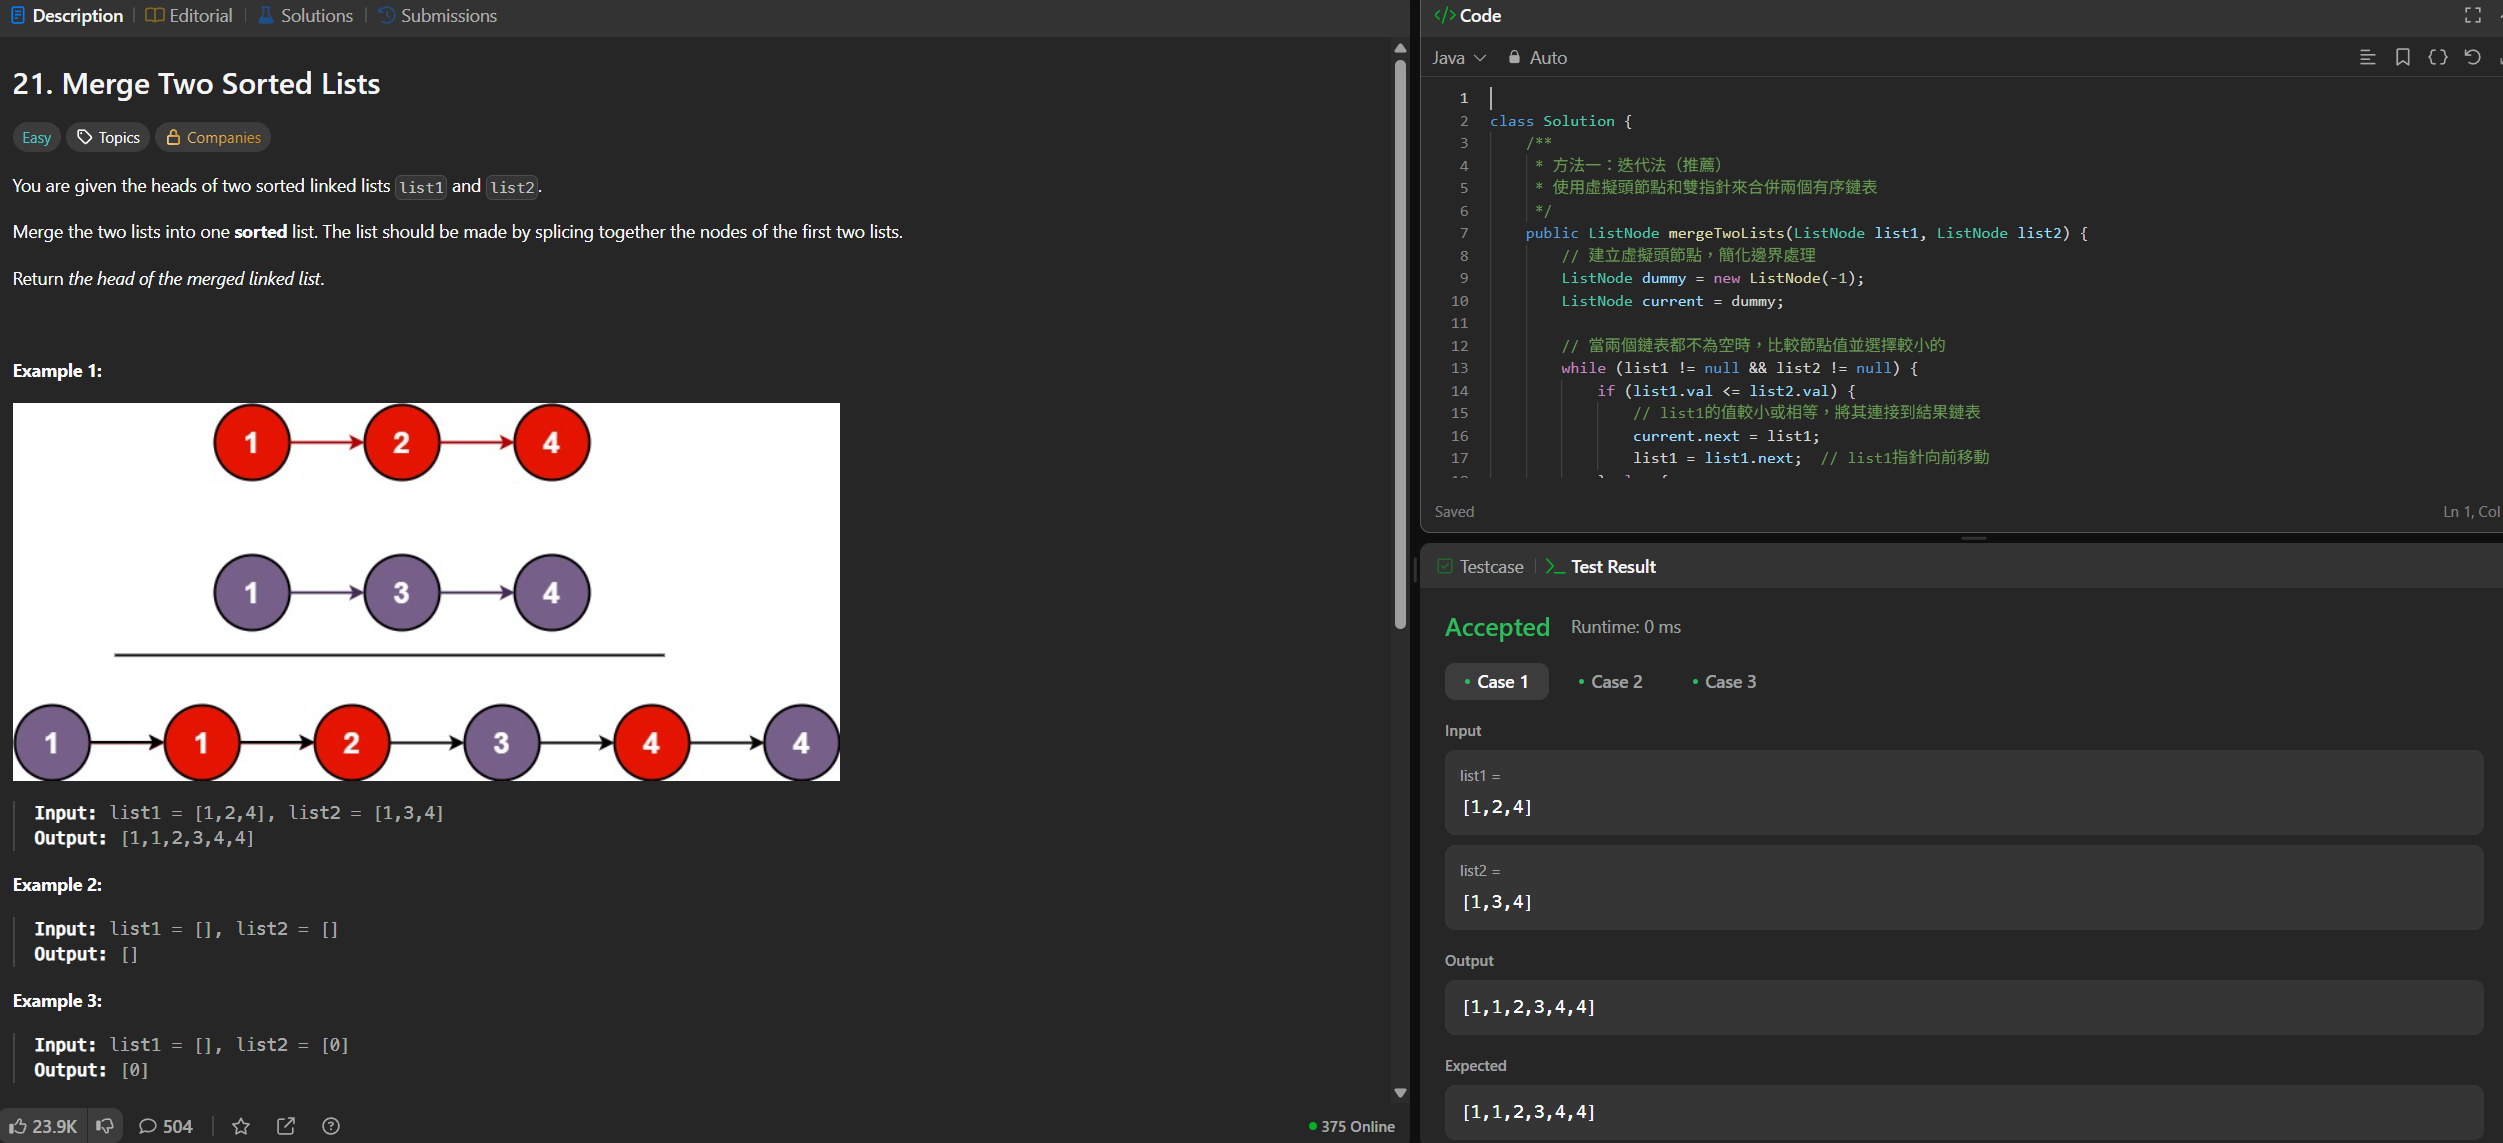 Description
Editorial
Solutions
Submissions
21. Merge Two Sorted Lists
Easy
Topics
Companies
You are given the heads of two sorted linked lists list1 and list2.
Merge the two lists into one sorted list. The list should be made by splicing together the nodes of the first two lists.
Return the head of the merged linked list.
Example 1:
1 2 4
1 3 4
1 1 2 3 4 4
Input: list1 = [1,2,4], list2 = [1,3,4]
Output: [1,1,2,3,4,4]
Example 2:
Input: list1 = [], list2 = []
Output: []
Example 3:
Input: list1 = [], list2 = [0]
Output: [0]
23.9K
504
375 Online
</> Code
Java
Auto
1
2 class Solution {
3 /**
4 * 方法一：迭代法（推薦）
5 * 使用虛擬頭節點和雙指針來合併兩個有序鏈表
6 */
7 public ListNode mergeTwoLists(ListNode list1, ListNode list2) {
8 // 建立虛擬頭節點，簡化邊界處理
9 ListNode dummy = new ListNode(-1);
10 ListNode current = dummy;
11
12 // 當兩個鏈表都不為空時，比較節點值並選擇較小的
13 while (list1 != null && list2 != null) {
14 if (list1.val <= list2.val) {
15 // list1的值較小或相等，將其連接到結果鏈表
16 current.next = list1;
17 list1 = list1.next; // list1指針向前移動
Saved
Ln 1, Col
Testcase
Test Result
Accepted
Runtime: 0 ms
Case 1
Case 2
Case 3
Input
list1 =
[1,2,4]
list2 =
[1,3,4]
Output
[1,1,2,3,4,4]
Expected
[1,1,2,3,4,4]